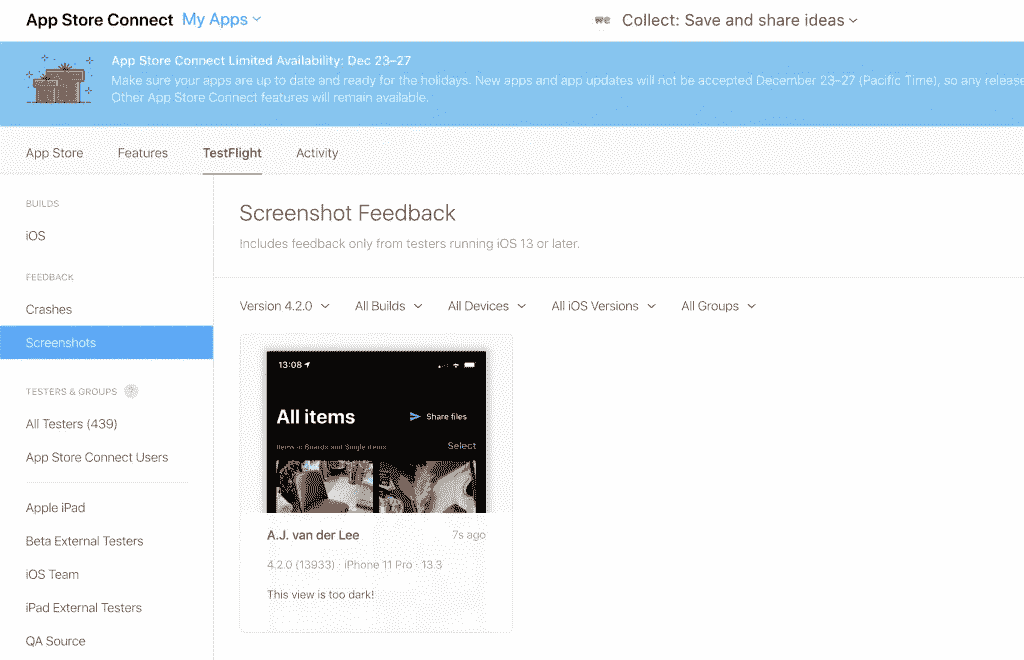 App Store Connect My Apps
we Collect: Save and share ideas
App Store Connect Limited Availability: Dec 23–27
Make sure your apps are up to date and ready for the holidays. New apps and app updates will not be accepted December 23–27 (Pacific Time), so any release
Other App Store Connect features will remain available.
App Store Features TestFlight Activity
BUILDS
iOS
FEEDBACK
Crashes
Screenshots
TESTERS & GROUPS ?
All Testers (439)
App Store Connect Users
Apple iPad
Beta External Testers
iOS Team
iPad External Testers
QA Source
Screenshot Feedback
Includes feedback only from testers running iOS 13 or later.
Version 4.2.0 All Builds All Devices All iOS Versions All Groups
13:08
All items Share files
Items in Boards and Single items Select
A.J. van der Lee 7s ago
4.2.0 (13933) · iPhone 11 Pro · 13.3
This view is too dark!